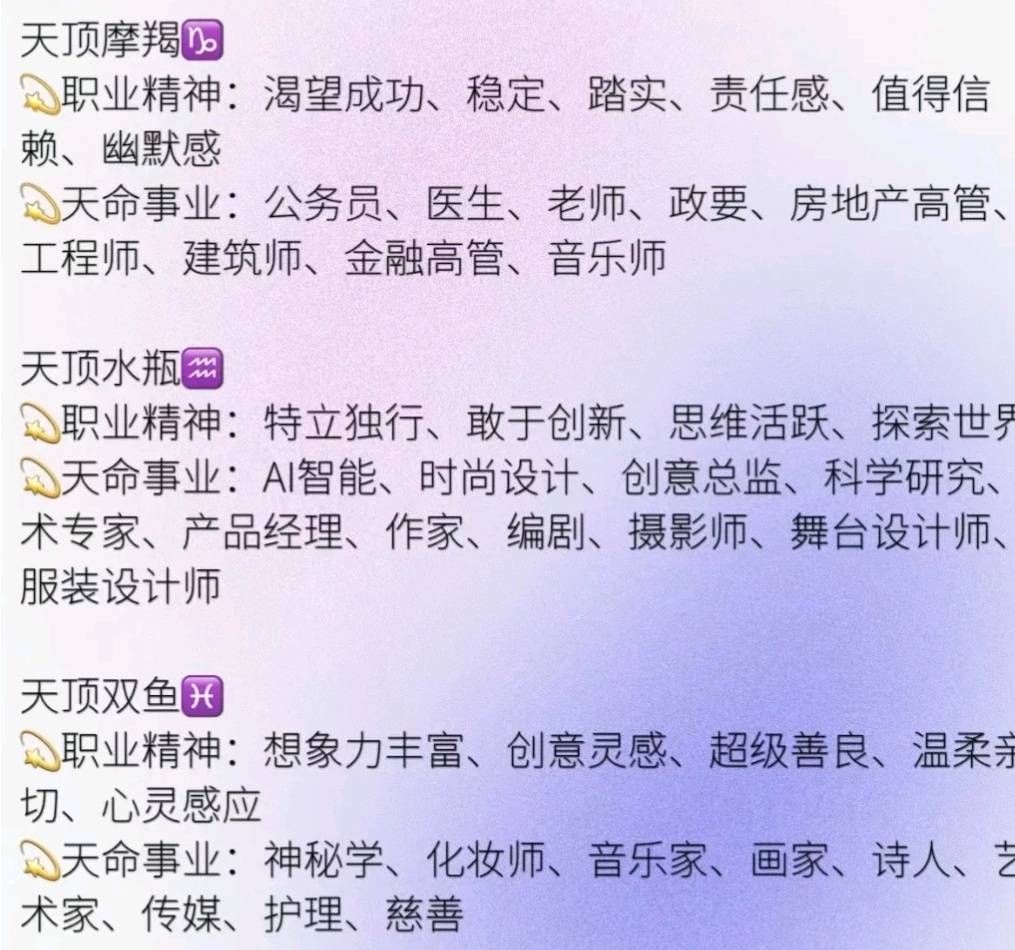 天顶摩羯♑
💫职业精神：渴望成功、稳定、踏实、责任感、值得信
赖、幽默感
💫天命事业：公务员、医生、老师、政要、房地产高管、
工程师、建筑师、金融高管、音乐师
天顶水瓶♒
💫职业精神：特立独行、敢于创新、思维活跃、探索世界
💫天命事业：AI智能、时尚设计、创意总监、科学研究、
术专家、产品经理、作家、编剧、摄影师、舞台设计师、
服装设计师
天顶双鱼♓
💫职业精神：想象力丰富、创意灵感、超级善良、温柔亲
切、心灵感应
💫天命事业：神秘学、化妆师、音乐家、画家、诗人、艺
术家、传媒、护理、慈善